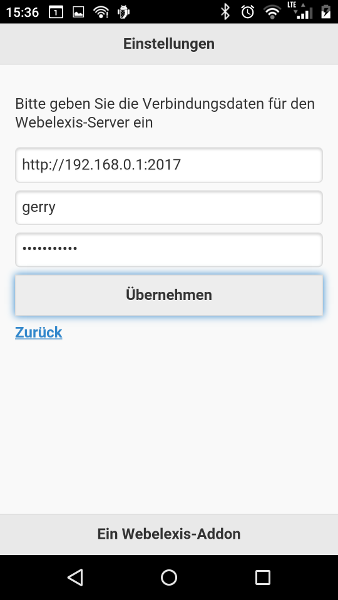 15:36
1
LTE
Einstellungen
Bitte geben Sie die Verbindungsdaten für den
Webelexis-Server ein
http://192.168.0.1:2017
gerry
•••••••••••
Übernehmen
Zurück
Ein Webelexis-Addon